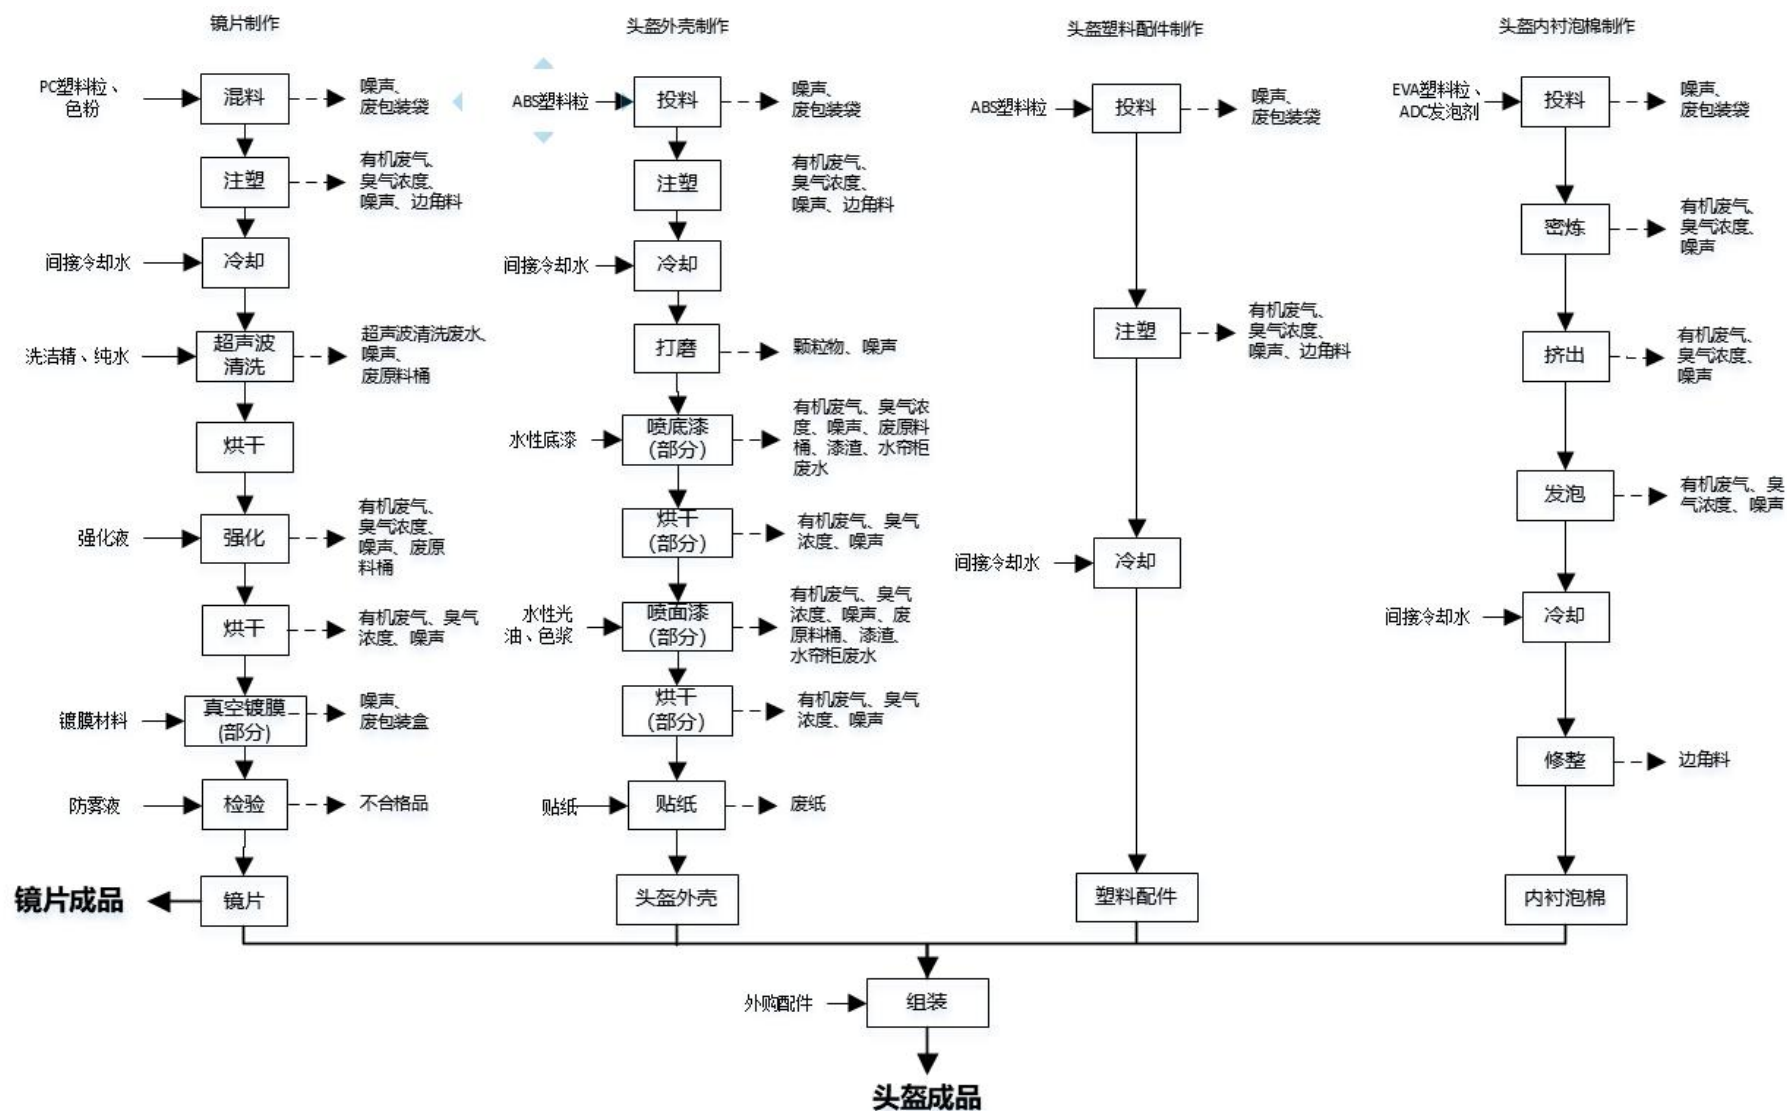 镜片制作
PC塑料粒、
色粉
混料
噪声、
废包装袋
注塑
有机废气、
臭气浓度、
噪声、边角料
间接冷却水
冷却
洗洁精、纯水
超声波
清洗
超声波清洗废水、
噪声、
废原料桶
烘干
强化液
强化
有机废气、
臭气浓度、
噪声、废原
料桶
烘干
有机废气、臭气
浓度、噪声
镀膜材料
真空镀膜
(部分)
噪声、
废包装盒
防雾液
检验
不合格品
镜片成品
镜片
头盔外壳制作
ABS塑料粒
投料
噪声、
废包装袋
注塑
有机废气、
臭气浓度、
噪声、边角料
间接冷却水
冷却
打磨
颗粒物、噪声
水性底漆
喷底漆
(部分)
有机废气、臭气浓
度、噪声、废原料
桶、漆渣、水帘柜
废水
烘干
(部分)
有机废气、臭气
浓度、噪声
水性光
油、色浆
喷面漆
(部分)
有机废气、臭气
浓度、噪声、废
原料桶、漆渣、
水帘柜废水
烘干
(部分)
有机废气、臭气
浓度、噪声
贴纸
贴纸
废纸
头盔外壳
头盔塑料配件制作
ABS塑料粒
投料
噪声、
废包装袋
注塑
有机废气、
臭气浓度、
噪声、边角料
间接冷却水
冷却
塑料配件
头盔内衬泡棉制作
EVA塑料粒、
ADC发泡剂
投料
噪声、
废包装袋
密炼
有机废气、
臭气浓度、
噪声
挤出
有机废气、
臭气浓度、
噪声
发泡
有机废气、臭
气浓度、噪声
间接冷却水
冷却
修整
边角料
内衬泡棉
外购配件
组装
头盔成品